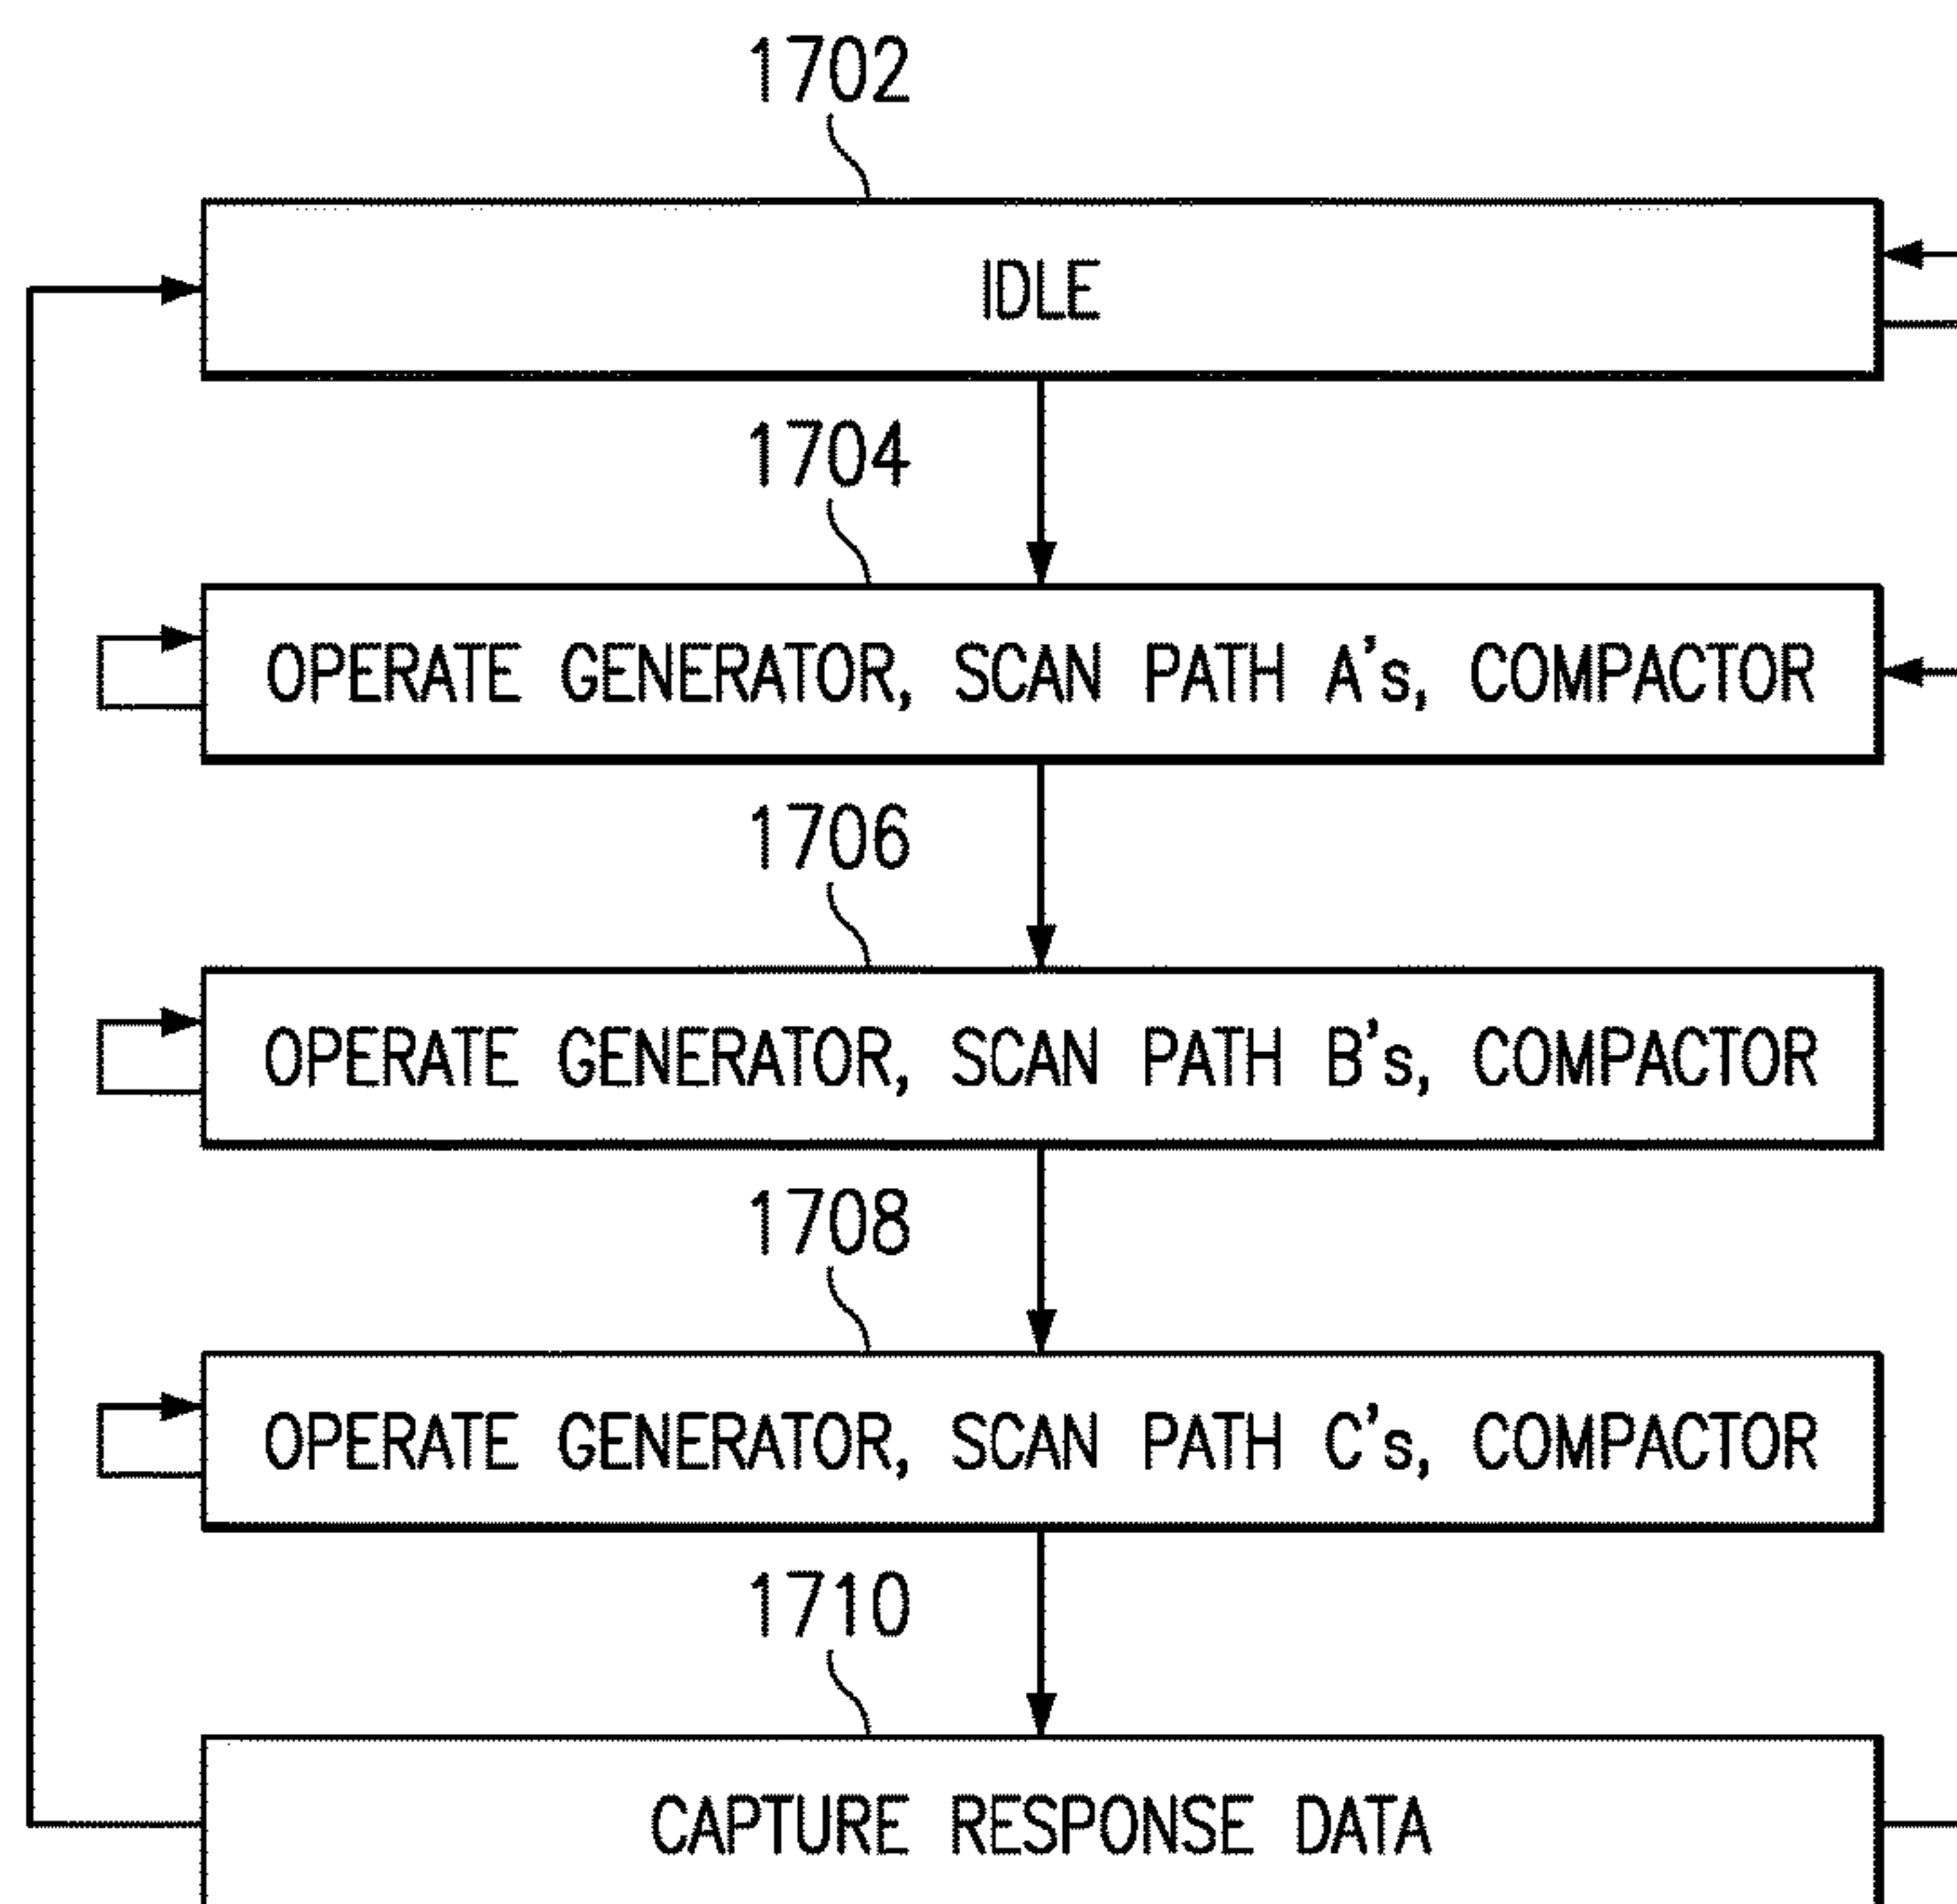 1702
IDLE
1704
OPERATE GENERATOR, SCAN PATH A's, COMPACTOR
1706
OPERATE GENERATOR, SCAN PATH B's, COMPACTOR
1708
OPERATE GENERATOR, SCAN PATH C's, COMPACTOR
1710
CAPTURE RESPONSE DATA